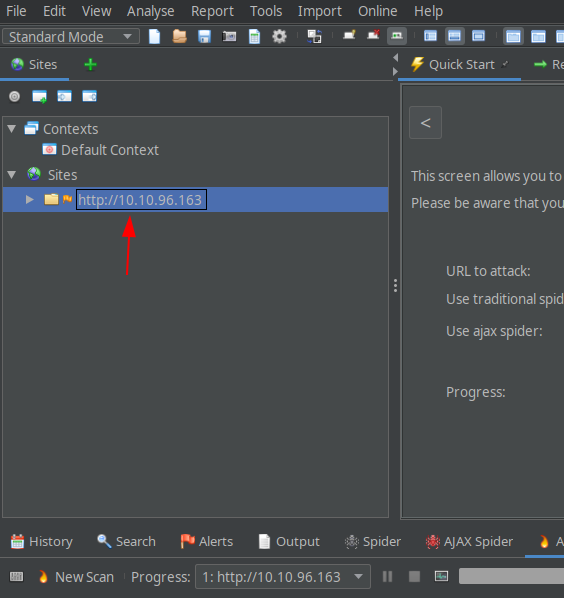 File Edit View Analyse Report Tools Import Online Help
Standard Mode
Sites
Quick Start
Contexts
Default Context
Sites
http://10.10.96.163
<
This screen allows you to
Please be aware that you
URL to attack:
Use traditional spid
Use ajax spider:
Progress:
History Search Alerts Output Spider AJAX Spider
New Scan Progress: 1: http://10.10.96.163